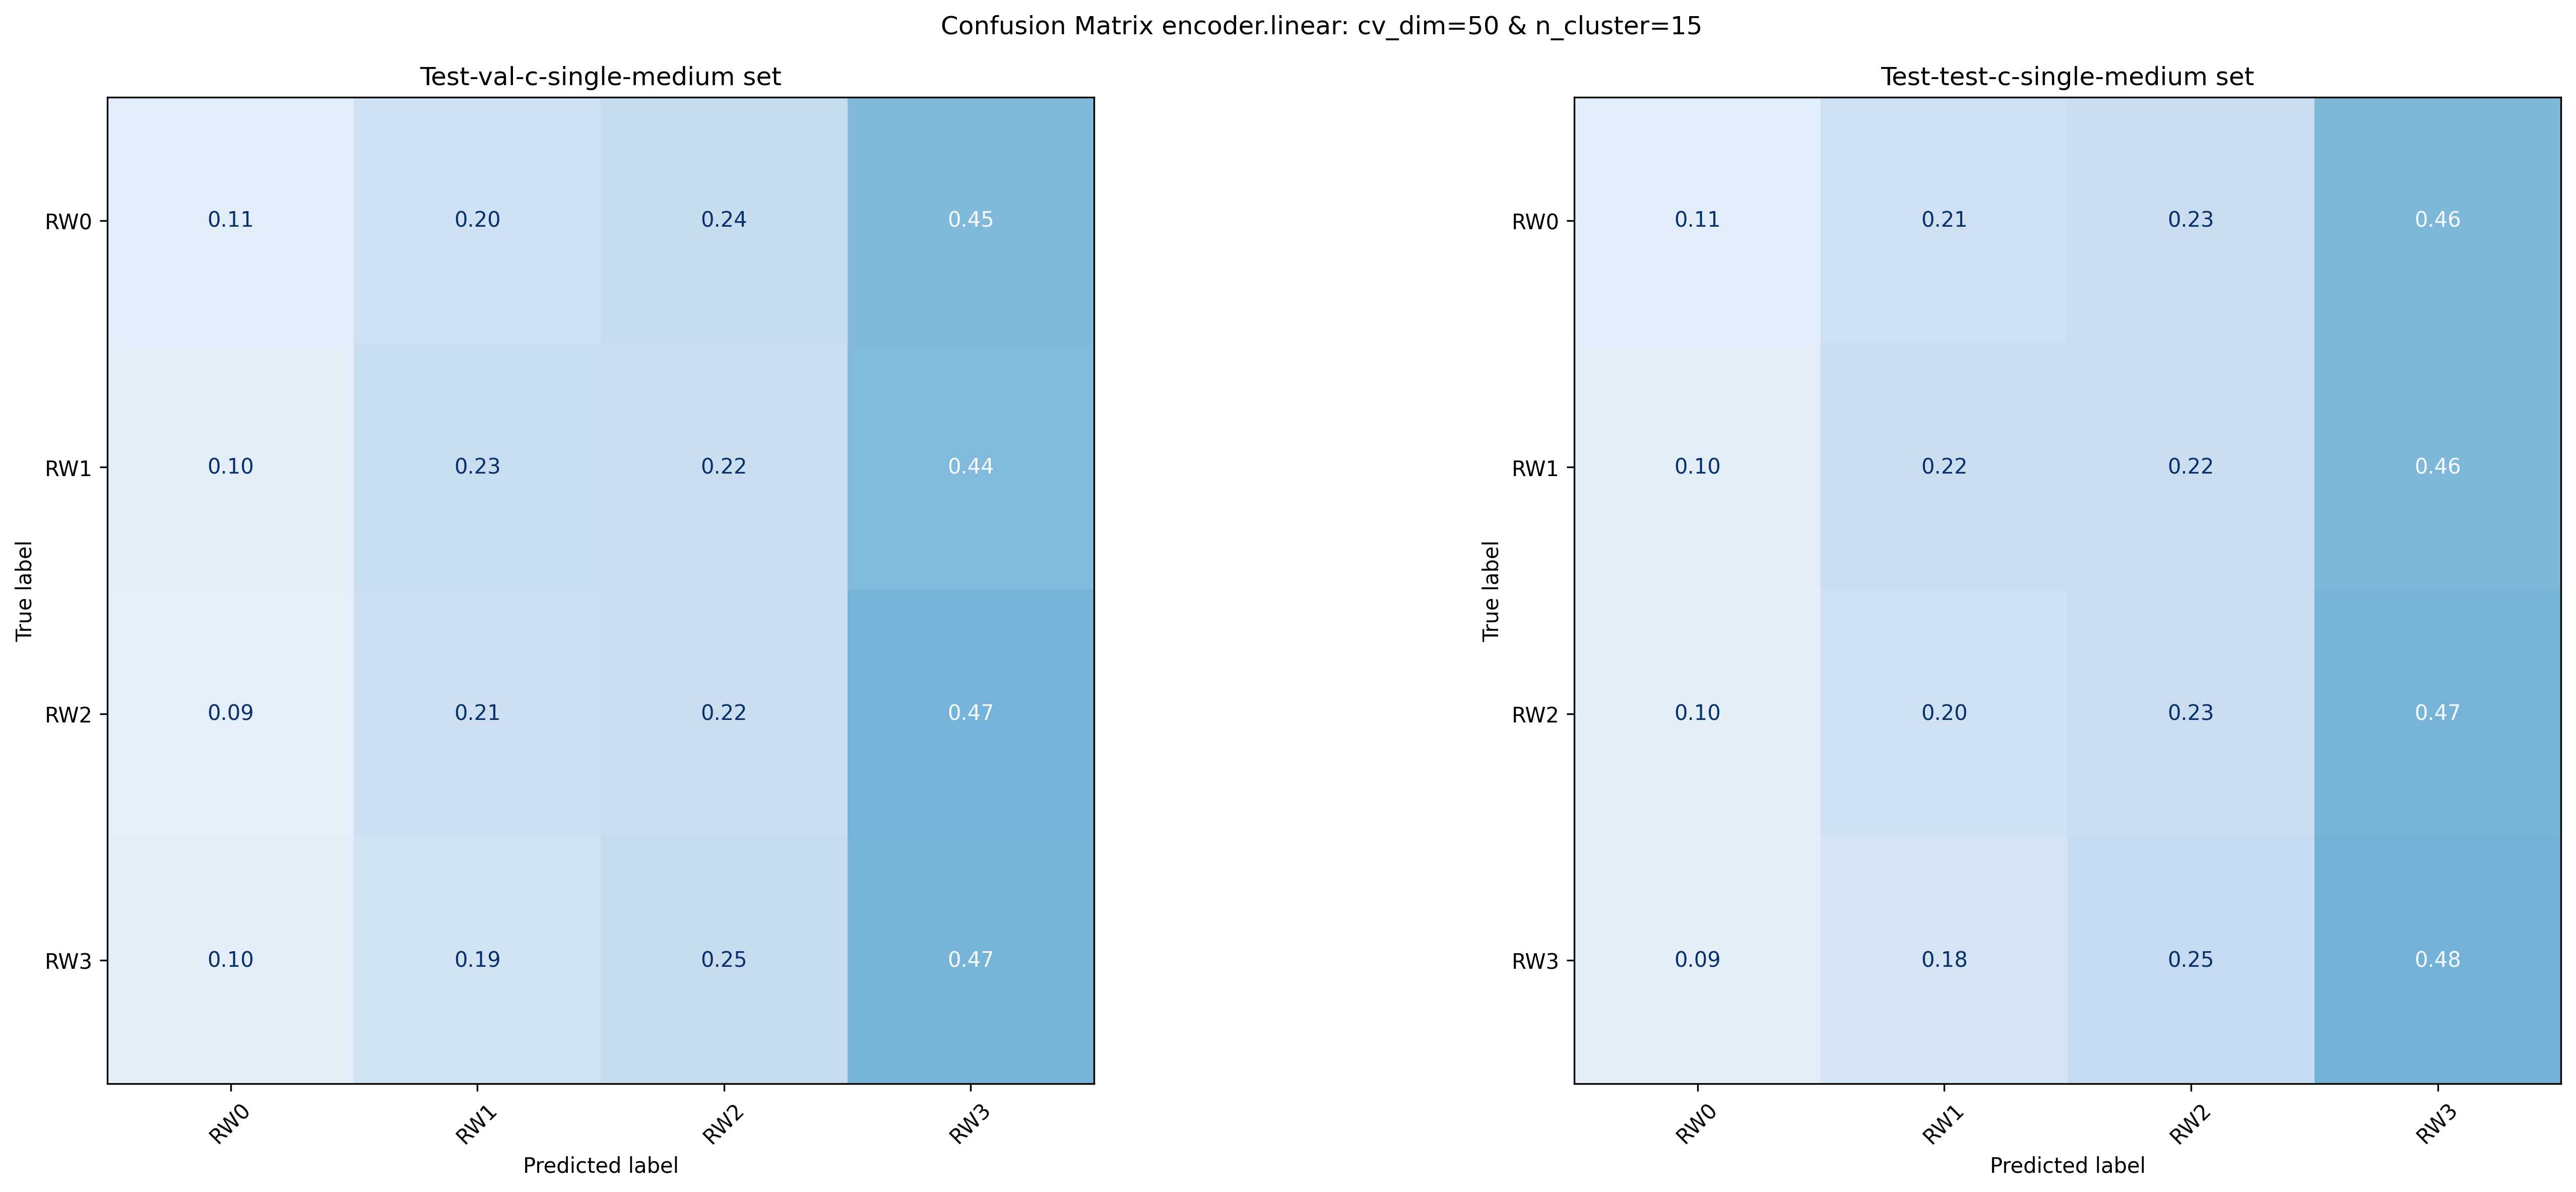 Confusion Matrix encoder.linear: cv_dim=50 & n_cluster=15
Test-val-c-single-medium set
True label
RW0 0.11 0.20 0.24 0.45
RW1 0.10 0.23 0.22 0.44
RW2 0.09 0.21 0.22 0.47
RW3 0.10 0.19 0.25 0.47
RW0 RW1 RW2 RW3
Predicted label
Test-test-c-single-medium set
True label
RW0 0.11 0.21 0.23 0.46
RW1 0.10 0.22 0.22 0.46
RW2 0.10 0.20 0.23 0.47
RW3 0.09 0.18 0.25 0.48
RW0 RW1 RW2 RW3
Predicted label